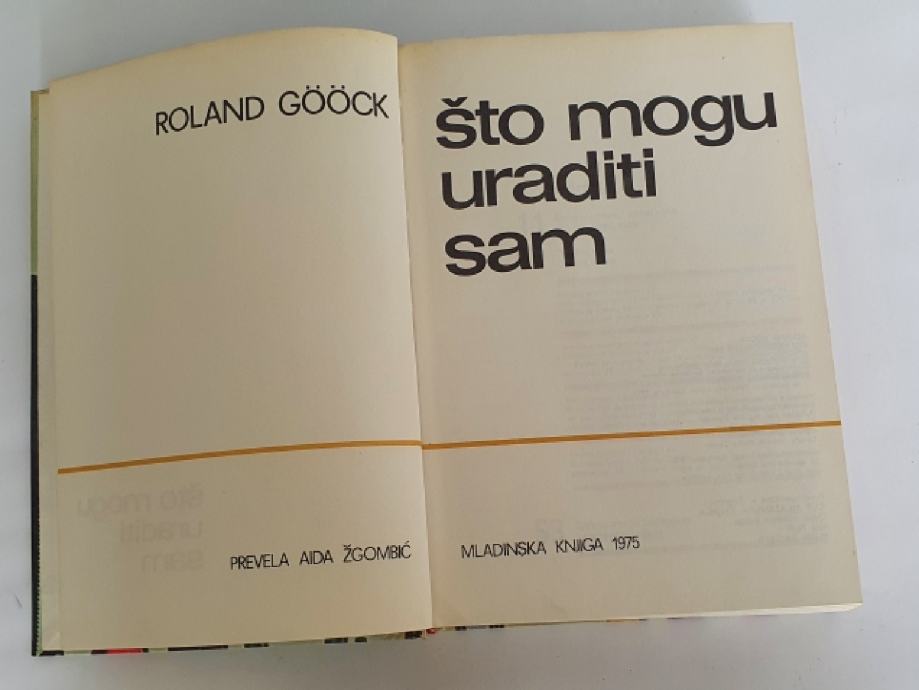 ROLAND GÖÖCK
što mogu
uraditi
sam
PREVELA AIDA ŽGOMBIĆ
MLADINSKA KNJIGA 1975